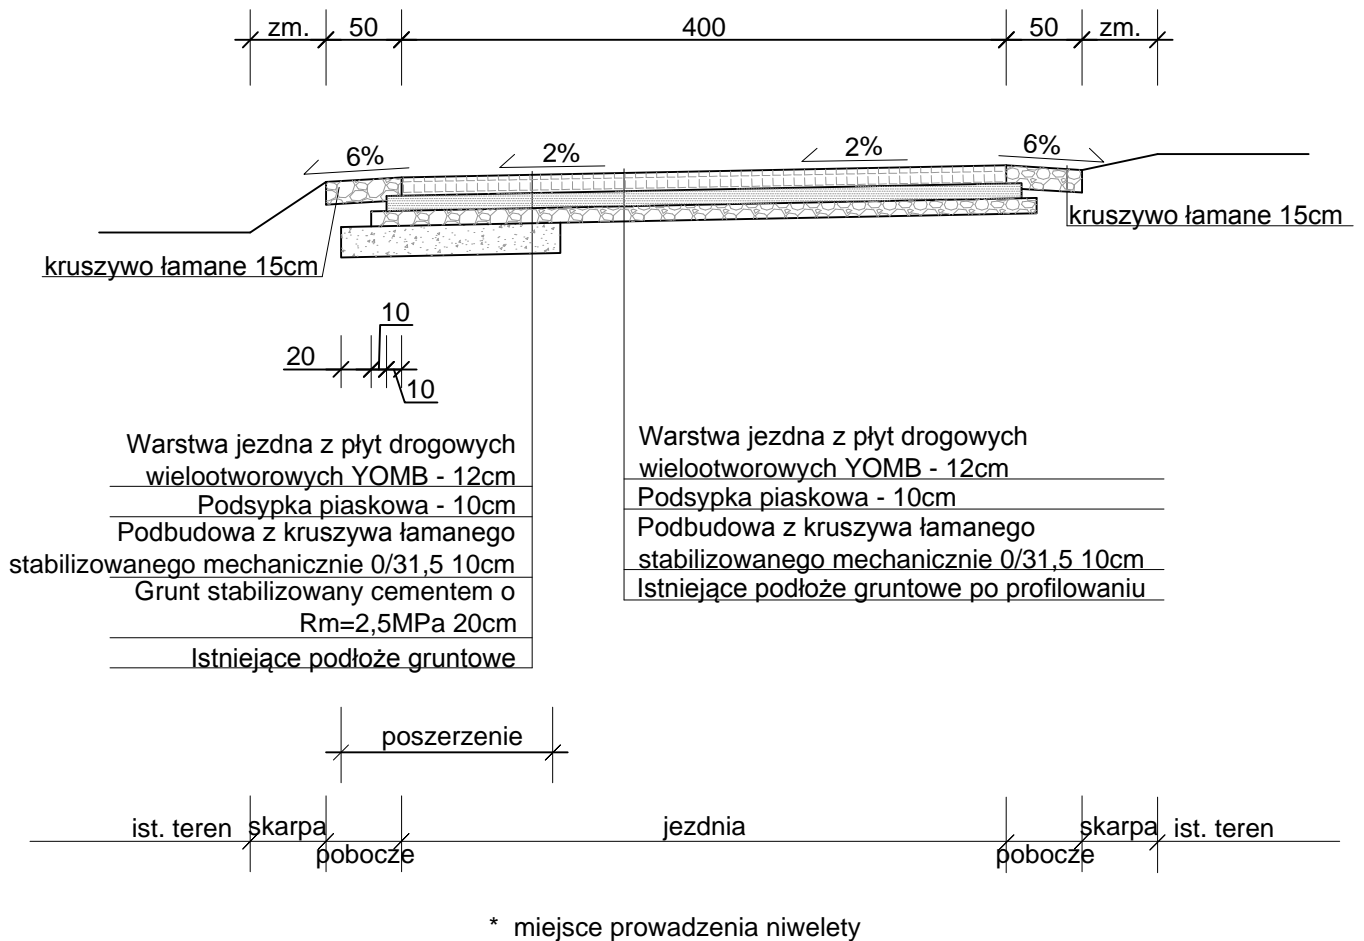 zm. 50 400 50 zm.
6% 2% 2% 6%
kruszywo łamane 15cm
kruszywo łamane 15cm
10
20
10
Warstwa jezdna z płyt drogowych
wielootworowych YOMB - 12cm
Podsypka piaskowa - 10cm
Podbudowa z kruszywa łamanego
stabilizowanego mechanicznie 0/31,5 10cm
Grunt stabilizowany cementem o
Rm=2,5MPa 20cm
Istniejące podłoże gruntowe
Warstwa jezdna z płyt drogowych
wielootworowych YOMB - 12cm
Podsypka piaskowa - 10cm
Podbudowa z kruszywa łamanego
stabilizowanego mechanicznie 0/31,5 10cm
Istniejące podłoże gruntowe po profilowaniu
poszerzenie
ist. teren skarpa jezdnia skarpa ist. teren
pobocze pobocze
* miejsce prowadzenia niwelety